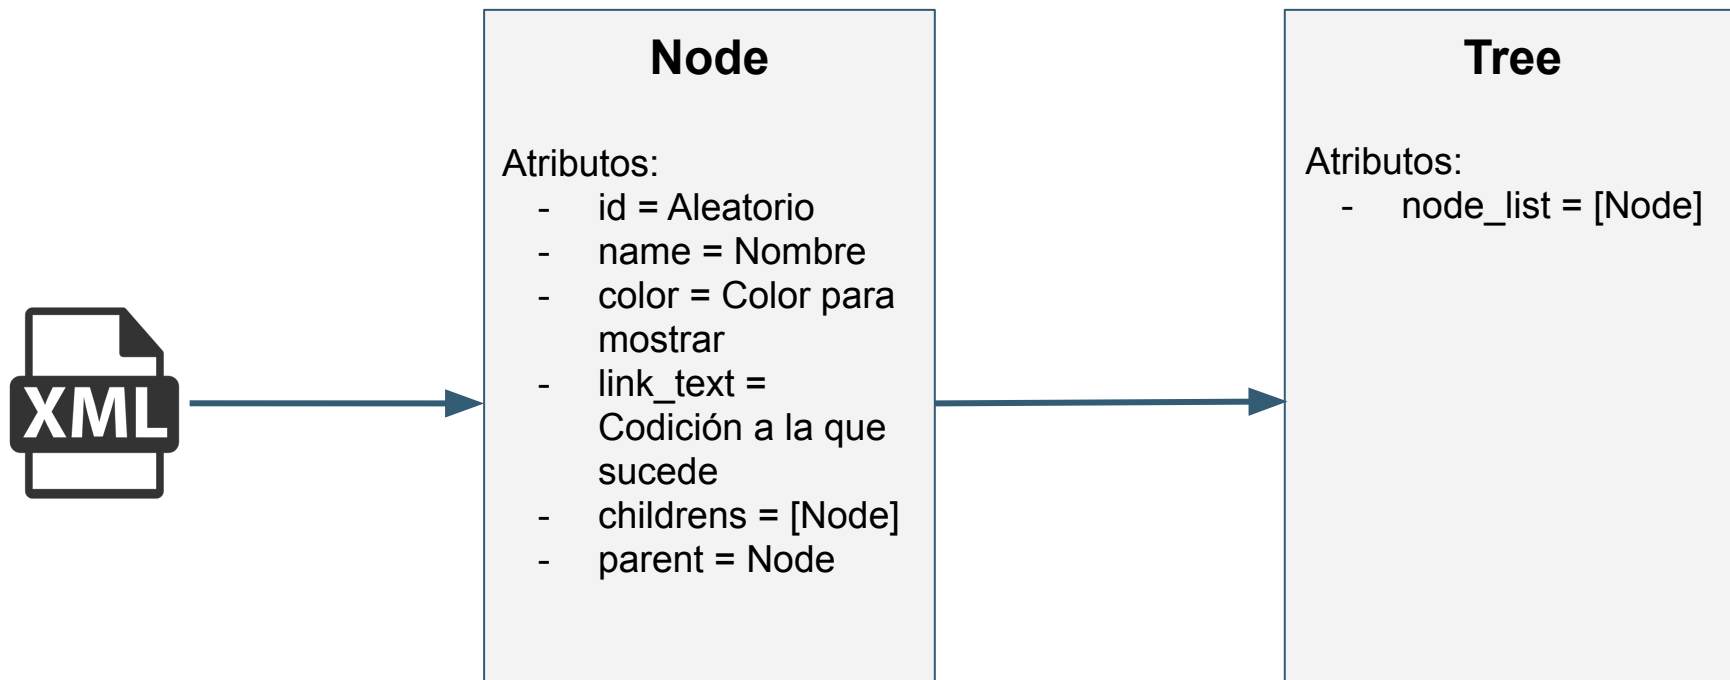 XML
Node
Atributos:
- id = Aleatorio
- name = Nombre
- color = Color para
mostrar
- link_text =
Codición a la que
sucede
- childrens = [Node]
- parent = Node
Tree
Atributos:
- node_list = [Node]